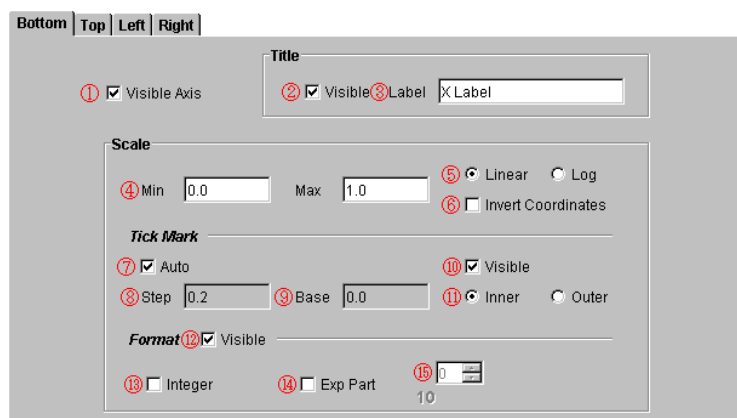 Bottom Top Left Right
Title
① Visible Axis ② Visible ③ Label X Label
Scale
④ Min 0.0 Max 1.0 ⑤ Linear Log
⑥ Invert Coordinates
Tick Mark
⑦ Auto ⑩ Visible
⑧ Step 0.2 ⑨ Base 0.0 ⑪ Inner Outer
Format ⑫ Visible
⑬ Integer ⑭ Exp Part ⑮ 0
10